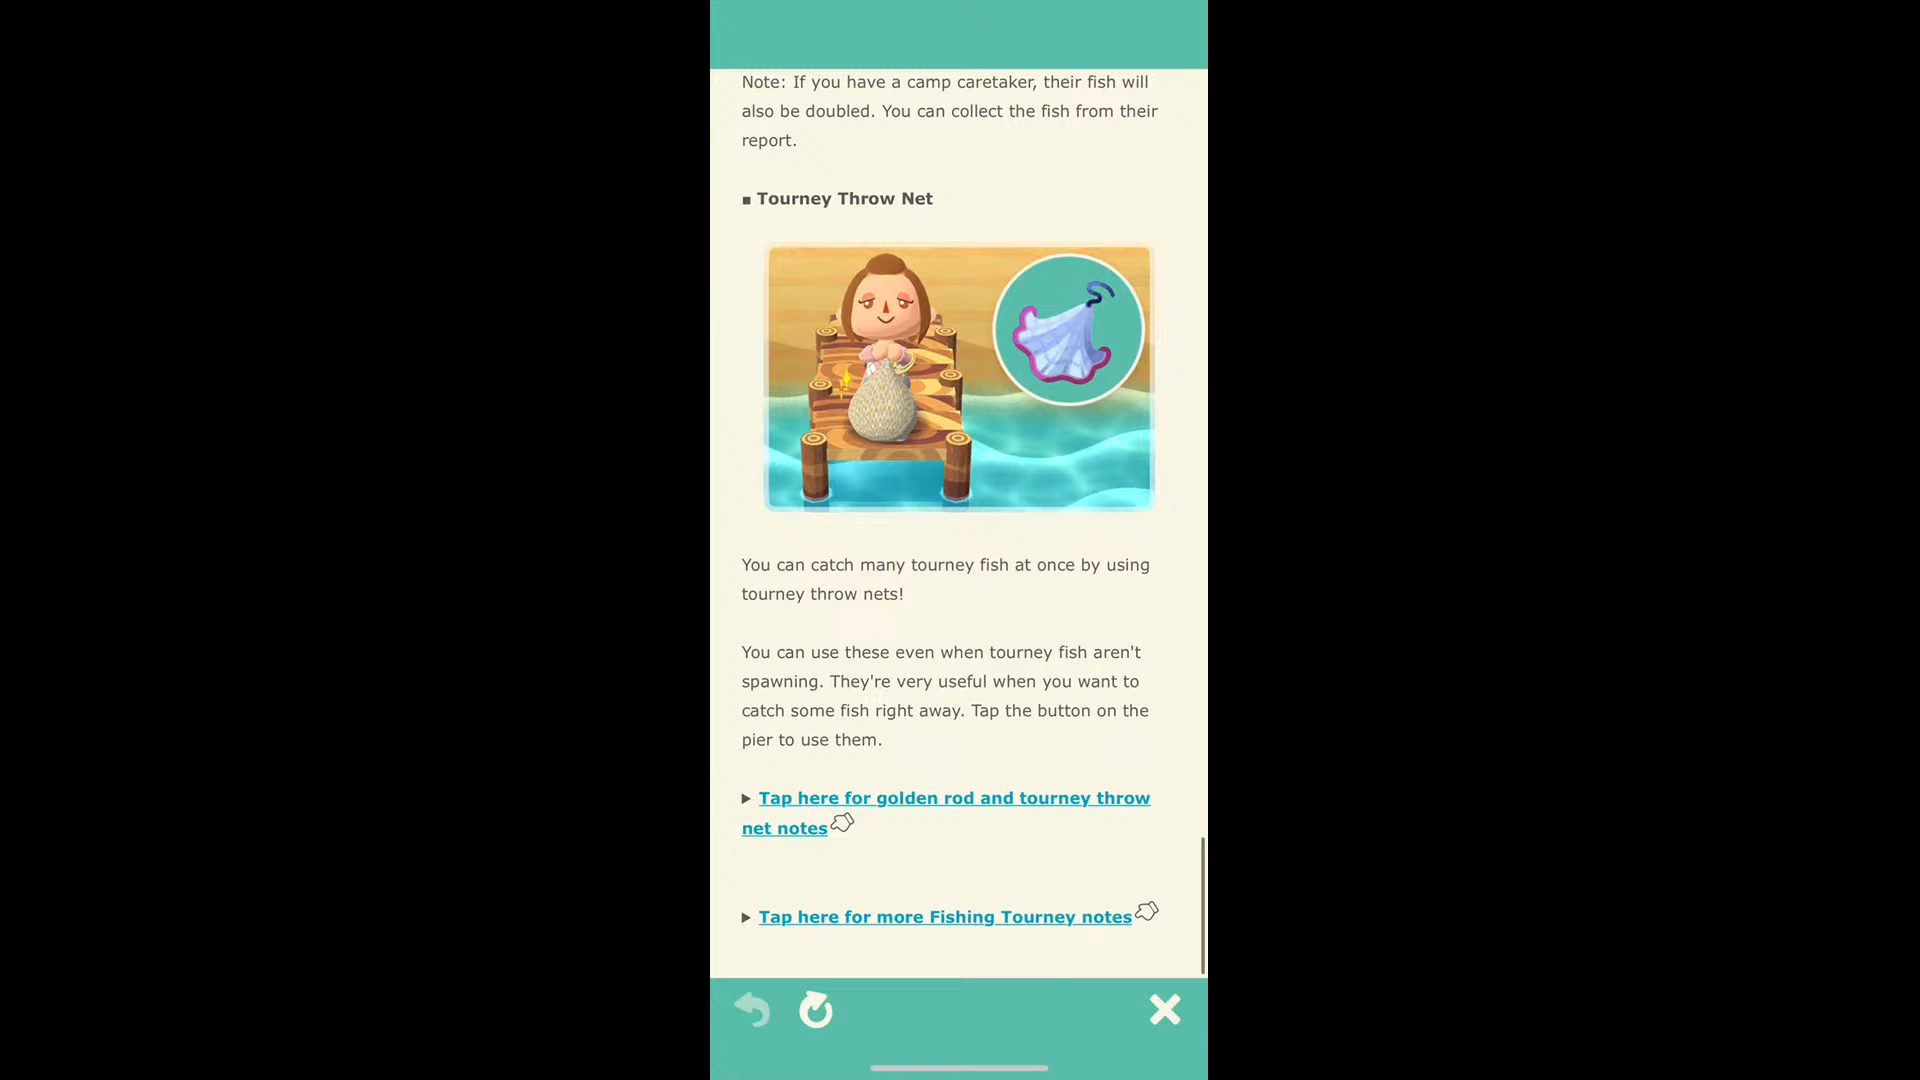 Note: If you have a camp caretaker, their fish will
also be doubled. You can collect the fish from their
report.
■ Tourney Throw Net
You can catch many tourney fish at once by using
tourney throw nets!
You can use these even when tourney fish aren't
spawning. They're very useful when you want to
catch some fish right away. Tap the button on the
pier to use them.
▶ Tap here for golden rod and tourney throw
net notes
▶ Tap here for more Fishing Tourney notes